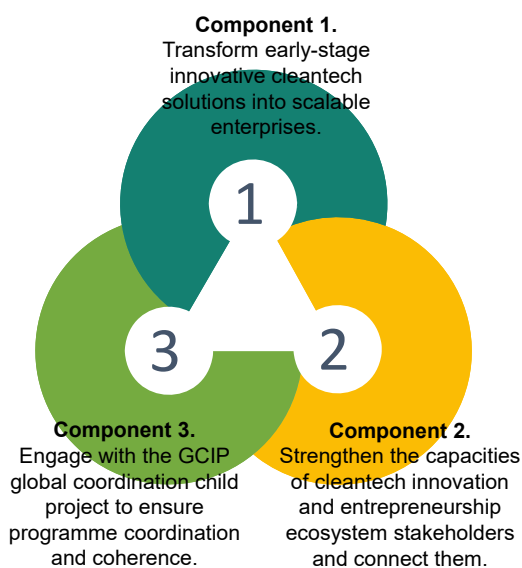 Component 1.
Transform early-stage
innovative cleantech
solutions into scalable
enterprises.
1
3
2
Component 3.
Engage with the GCIP
global coordination child
project to ensure
programme coordination
and coherence.
Component 2.
Strengthen the capacities
of cleantech innovation
and entrepreneurship
ecosystem stakeholders
and connect them.